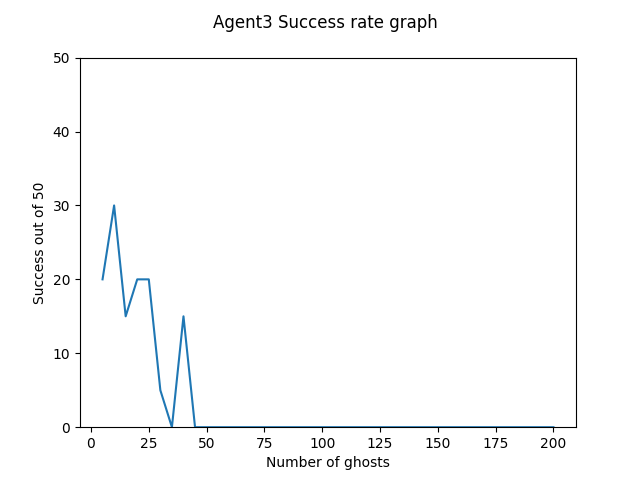 Agent3 Success rate graph
50
40
30
20
10
0
Success out of 50
0 25 50 75 100 125 150 175 200
Number of ghosts